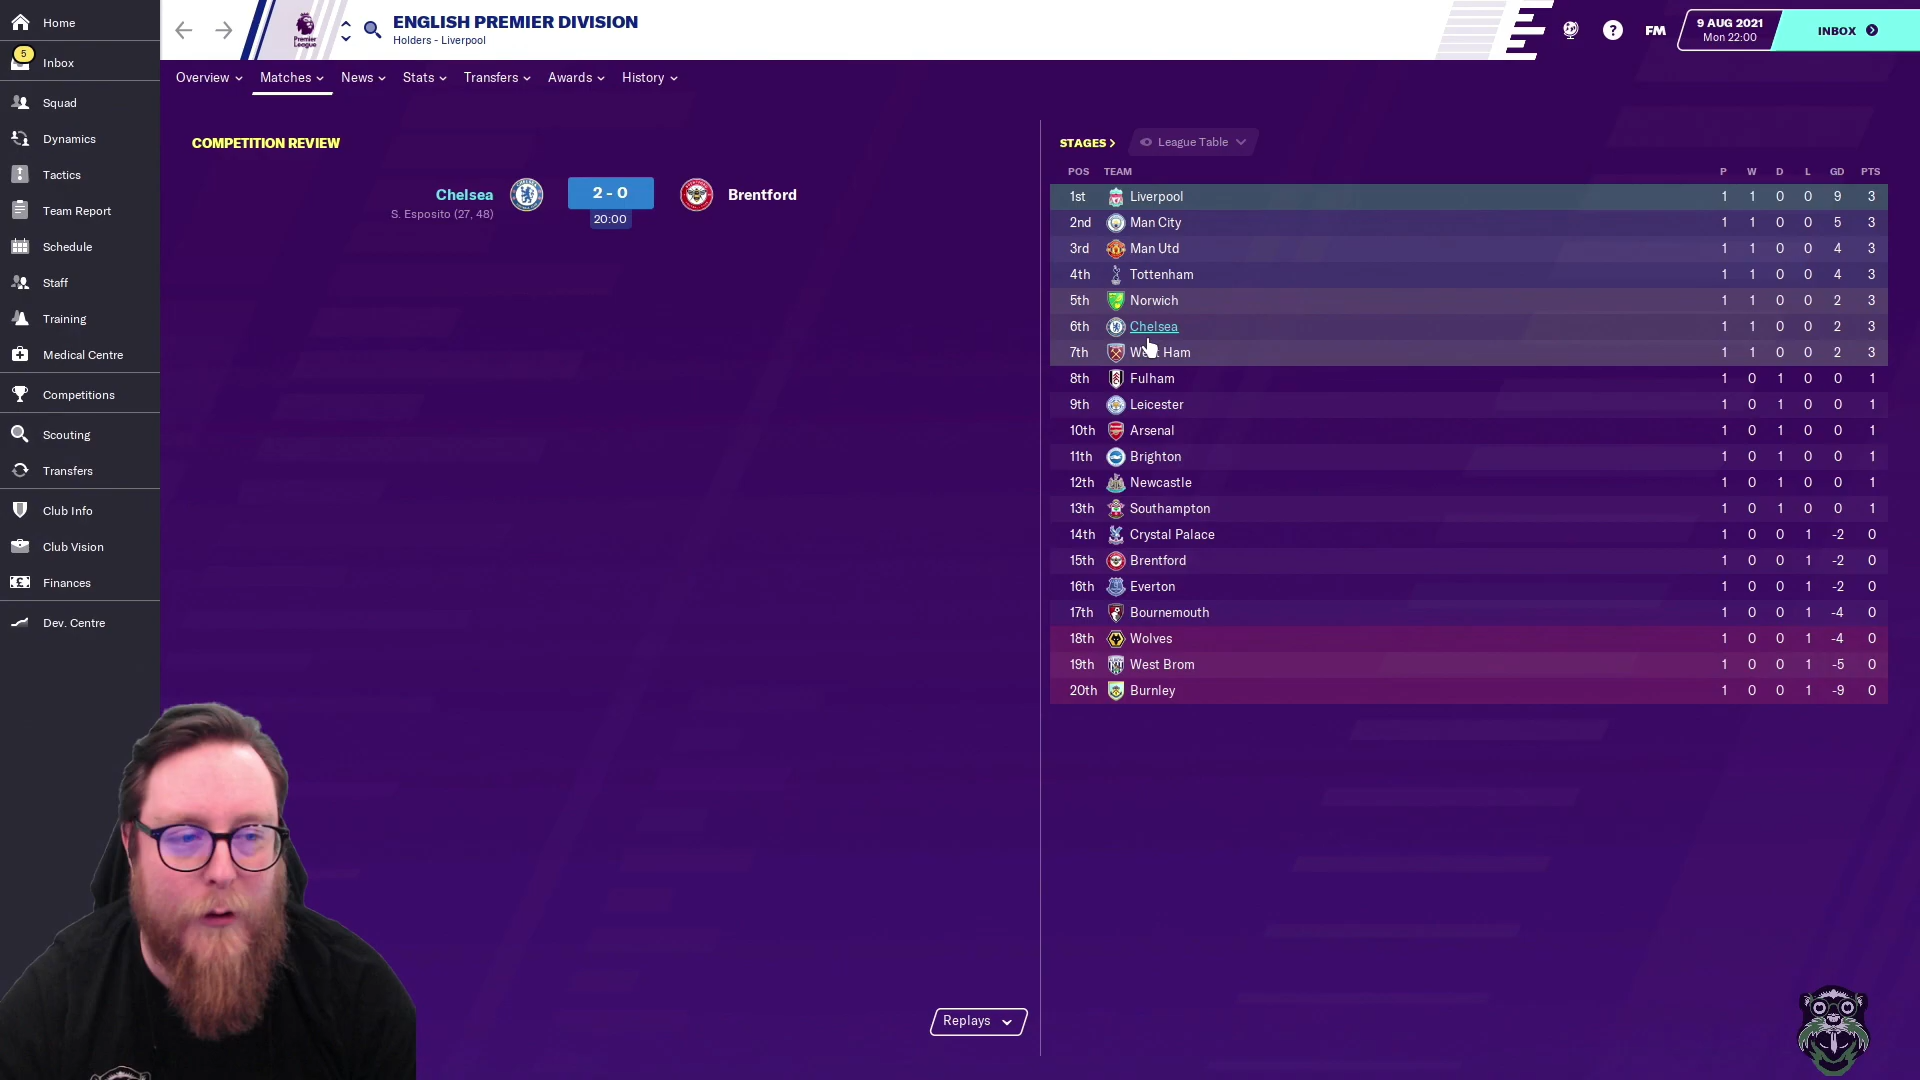 Home
5
Inbox
Squad
Dynamics
Tactics
Team Report
Schedule
Staff
Training
Medical Centre
Competitions
Scouting
Transfers
Club Info
Club Vision
Finances
Dev. Centre
Premier League
ENGLISH PREMIER DIVISION
Holders - Liverpool
?
FM
9 AUG 2021
Mon 22:00
INBOX
Overview Matches News Stats Transfers Awards History
COMPETITION REVIEW
Chelsea 2 - 0 Brentford
S. Esposito (27, 48)
20:00
Replays
STAGES League Table
POS TEAM P W D L GD PTS
1st Liverpool 1 1 0 0 9 3
2nd Man City 1 1 0 0 5 3
3rd Man Utd 1 1 0 0 4 3
4th Tottenham 1 1 0 0 4 3
5th Norwich 1 1 0 0 2 3
6th Chelsea 1 1 0 0 2 3
7th West Ham 1 1 0 0 2 3
8th Fulham 1 0 1 0 0 1
9th Leicester 1 0 1 0 0 1
10th Arsenal 1 0 1 0 0 1
11th Brighton 1 0 1 0 0 1
12th Newcastle 1 0 1 0 0 1
13th Southampton 1 0 1 0 0 1
14th Crystal Palace 1 0 0 1 -2 0
15th Brentford 1 0 0 1 -2 0
16th Everton 1 0 0 1 -2 0
17th Bournemouth 1 0 0 1 -4 0
18th Wolves 1 0 0 1 -4 0
19th West Brom 1 0 0 1 -5 0
20th Burnley 1 0 0 1 -9 0